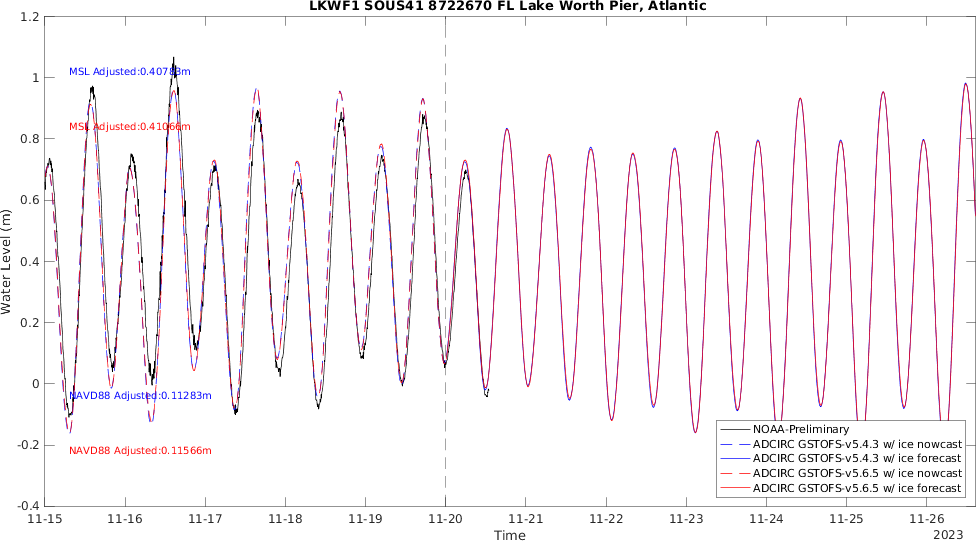 LKWF1 SOUS41 8722670 FL Lake Worth Pier, Atlantic
1.2
1
0.8
0.6
0.4
0.2
0
-0.2
-0.4
Water Level (m)
MSL Adjusted:0.40783m
MSL Adjusted:0.41066m
NAVD88 Adjusted:0.11283m
NAVD88 Adjusted:0.11566m
NOAA-Preliminary
ADCIRC GSTOFS-v5.4.3 w/ ice nowcast
ADCIRC GSTOFS-v5.4.3 w/ ice forecast
ADCIRC GSTOFS-v5.6.5 w/ ice nowcast
ADCIRC GSTOFS-v5.6.5 w/ ice forecast
11-15 11-16 11-17 11-18 11-19 11-20 11-21 11-22 11-23 11-24 11-25 11-26
Time
2023